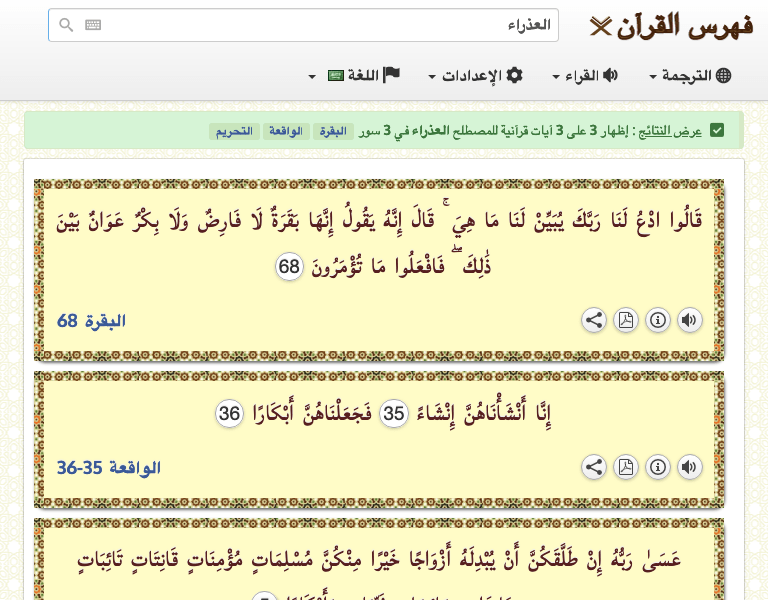 فهرس القرآن
العذراء
الترجمة
القراء
الإعدادات
اللغة
عرض النتائج : إظهار 3 على 3 آيات قرآنية للمصطلح العذراء في 3 سور البقرة الواقعة التحريم
قَالُوا ادْعُ لَنَا رَبَّكَ يُبَيِّنْ لَنَا مَا هِيَ ۚ قَالَ إِنَّهُ يَقُولُ إِنَّهَا بَقَرَةٌ لَا فَارِضٌ وَلَا بِكْرٌ عَوَانٌ بَيْنَ
ذَٰلِكَ ۖ فَافْعَلُوا مَا تُؤْمَرُونَ 68
البقرة 68
إِنَّا أَنْشَأْنَاهُنَّ إِنْشَاءً 35 فَجَعَلْنَاهُنَّ أَبْكَارًا 36
الواقعة 35-36
عَسَىٰ رَبُّهُ إِنْ طَلَّقَكُنَّ أَنْ يُبْدِلَهُ أَزْوَاجًا خَيْرًا مِنْكُنَّ مُسْلِمَاتٍ مُؤْمِنَاتٍ قَانِتَاتٍ تَائِبَاتٍ